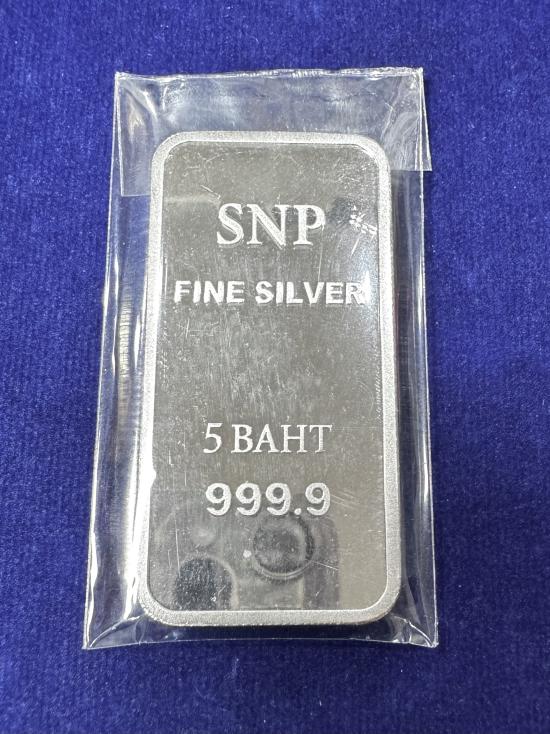 SNP
FINE SILVER
5 BAHT
999.9